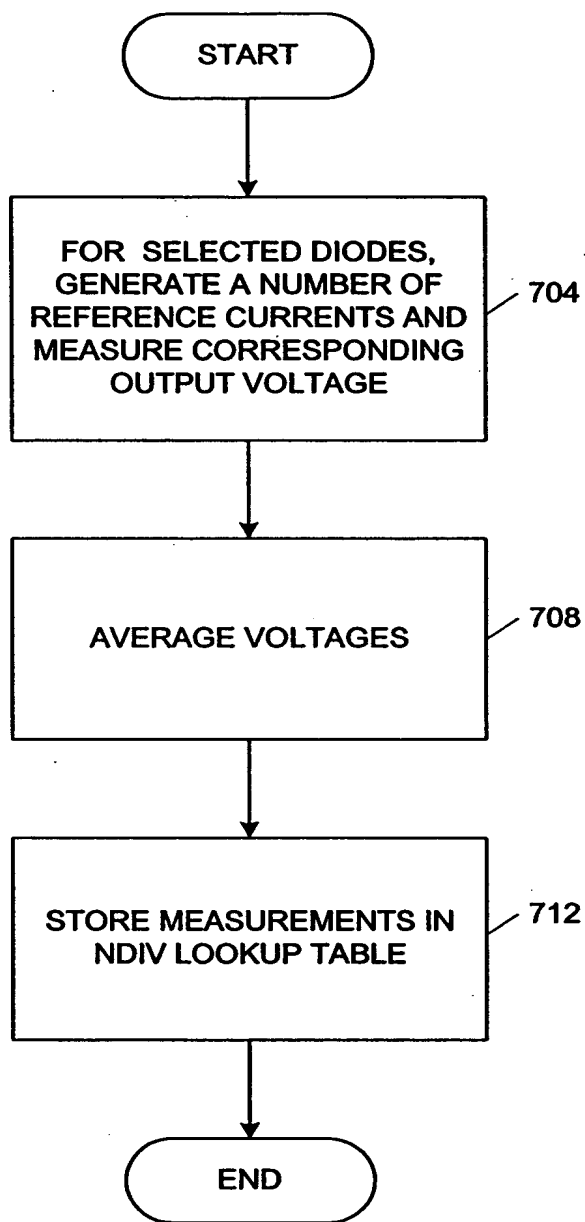 START
FOR SELECTED DIODES,
GENERATE A NUMBER OF
REFERENCE CURRENTS AND
MEASURE CORRESPONDING
OUTPUT VOLTAGE
704
AVERAGE VOLTAGES
708
STORE MEASUREMENTS IN
NDIV LOOKUP TABLE
712
END